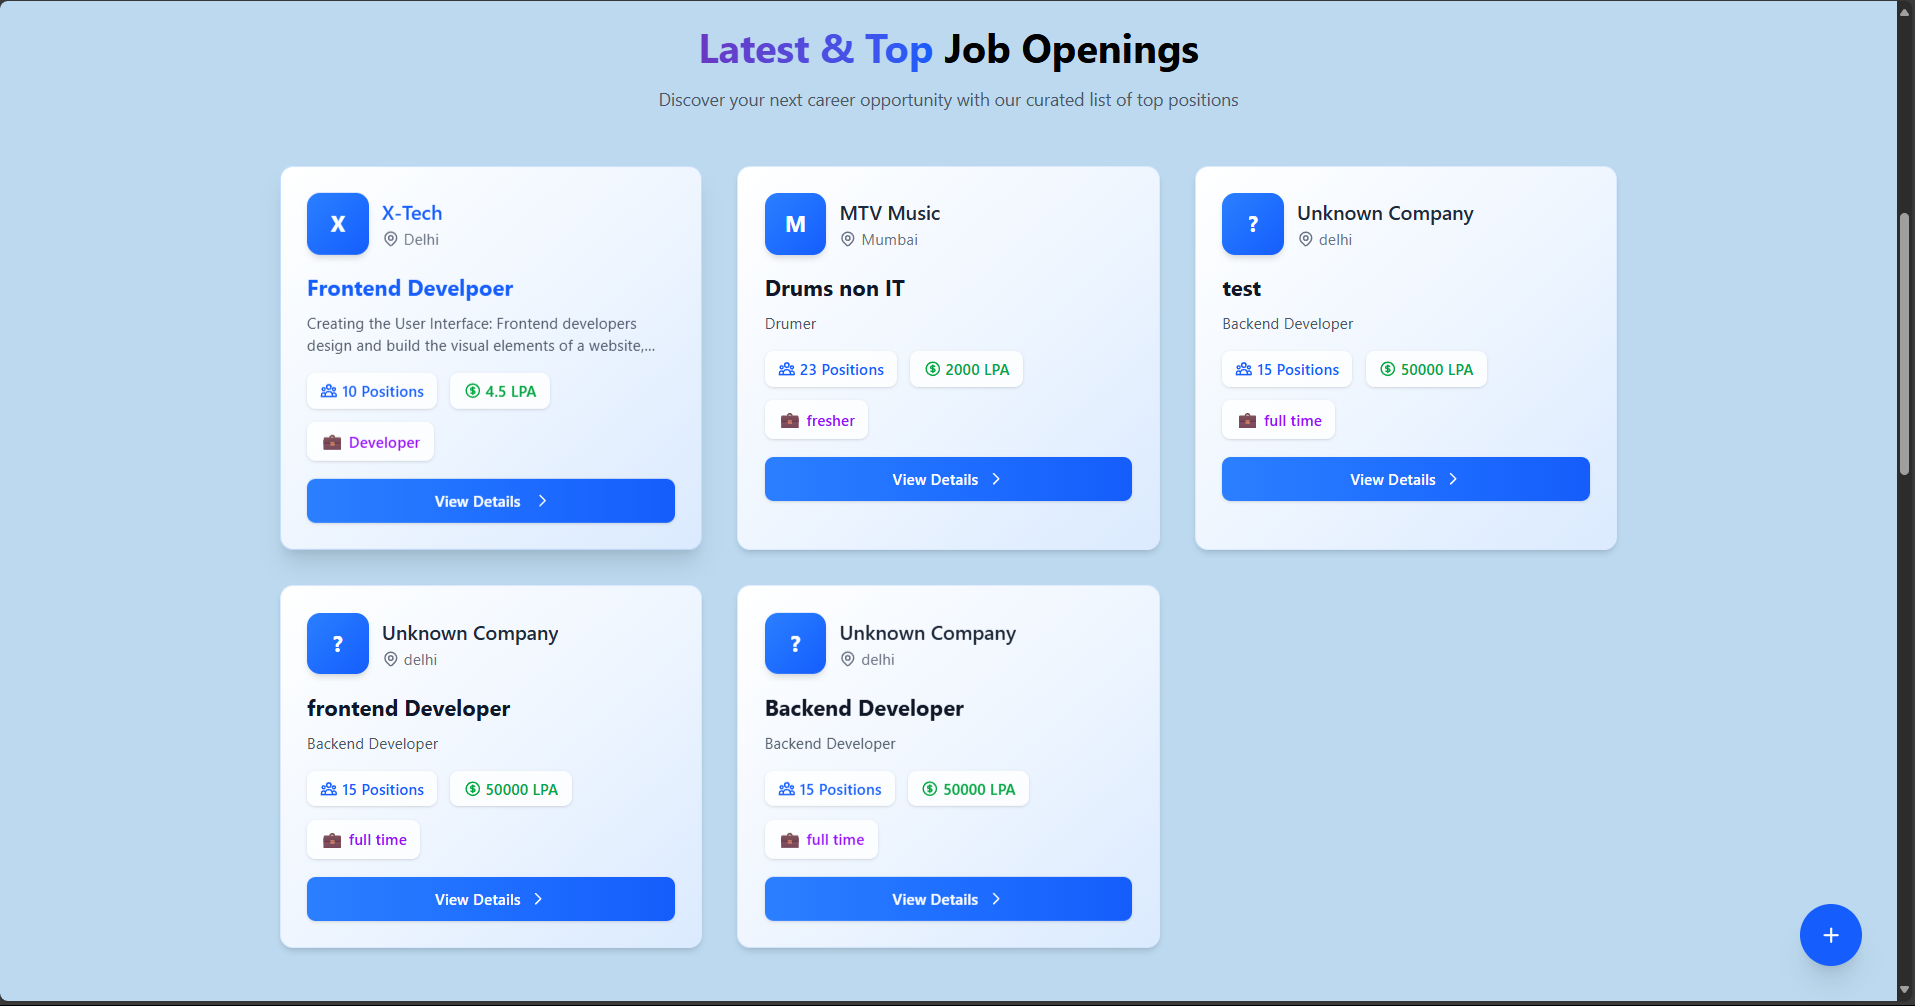 Latest & Top Job Openings
Discover your next career opportunity with our curated list of top positions
X
X-Tech
Delhi
Frontend Develpoer
Creating the User Interface: Frontend developers
design and build the visual elements of a website,...
10 Positions
4.5 LPA
Developer
View Details
M
MTV Music
Mumbai
Drums non IT
Drumer
23 Positions
2000 LPA
fresher
View Details
?
Unknown Company
delhi
test
Backend Developer
15 Positions
50000 LPA
full time
View Details
?
Unknown Company
delhi
frontend Developer
Backend Developer
15 Positions
50000 LPA
full time
View Details
?
Unknown Company
delhi
Backend Developer
Backend Developer
15 Positions
50000 LPA
full time
View Details
+